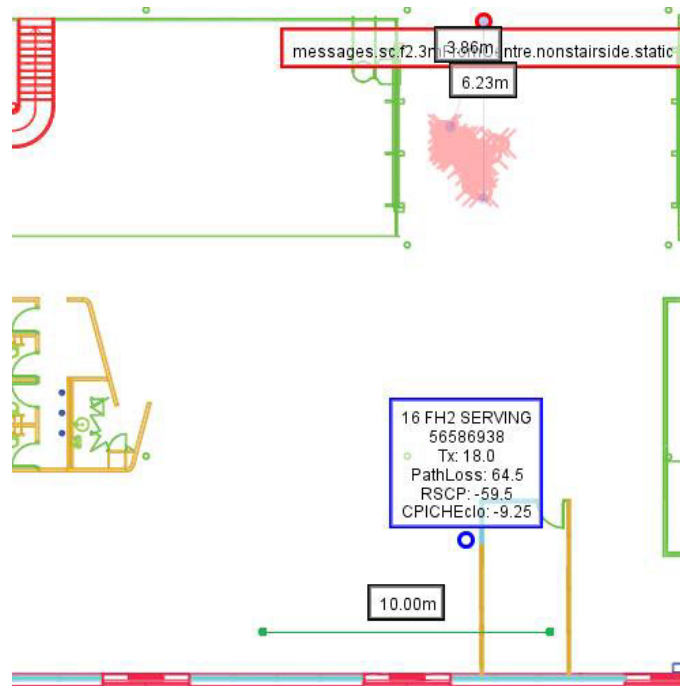 3.86m
messages.sc.f2.3m ntre.nonstairside.static
6.23m
16 FH2 SERVING
56586938
Tx: 18.0
PathLoss: 64.5
RSCP: -59.5
CPICHEcIo: -9.25
10.00m